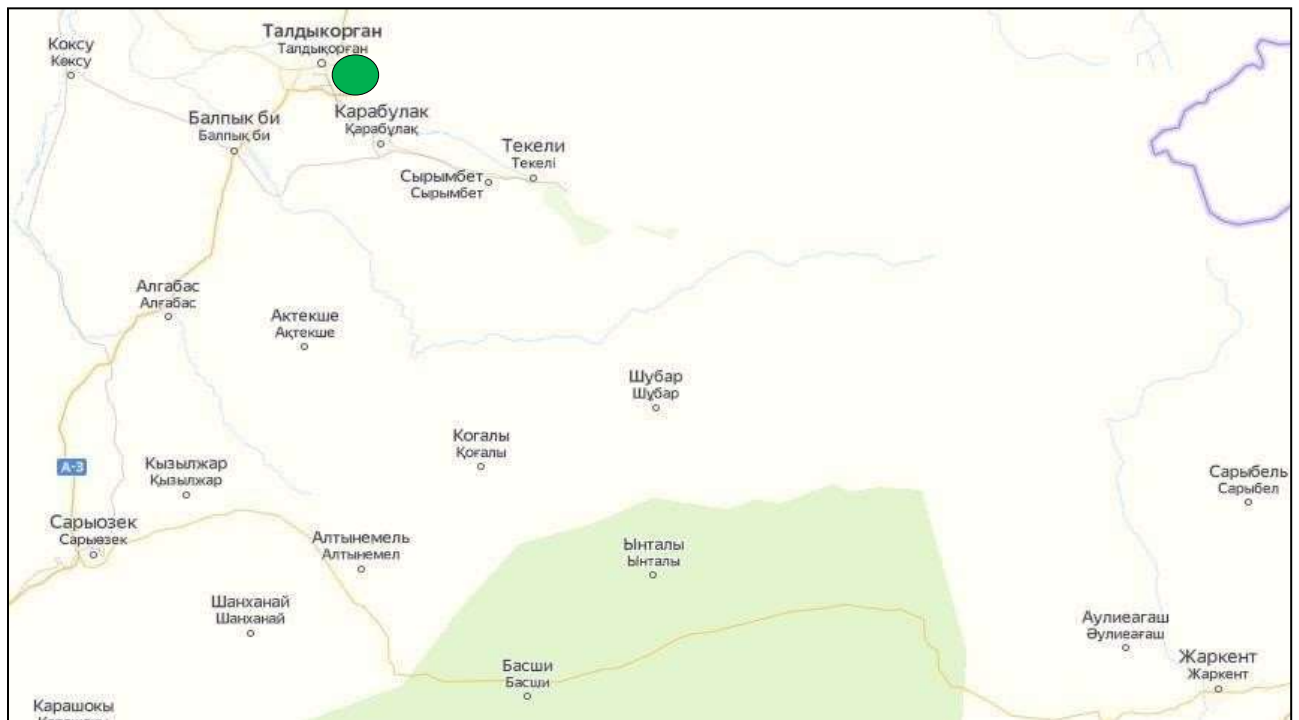 Талдыкорган
Талдықорған
Коксу
Көксу
Балпык би
Балпық би
Карабулак
Қарабұлақ
Текели
Текелі
Сырымбет
Сырымбет
Алгабас
Алғабас
Актекше
Ақтекше
Шубар
Шұбар
Когалы
Қоғалы
А-3
Кызылжар
Қызылжар
Сарыбель
Сарыбел
Сарыозек
Сарыөзек
Алтынемель
Алтынемел
Ынталы
Ынталы
Шанханай
Шанханай
Аулиеагаш
Әулиеағаш
Басши
Басши
Жаркент
Жаркент
Карашокы